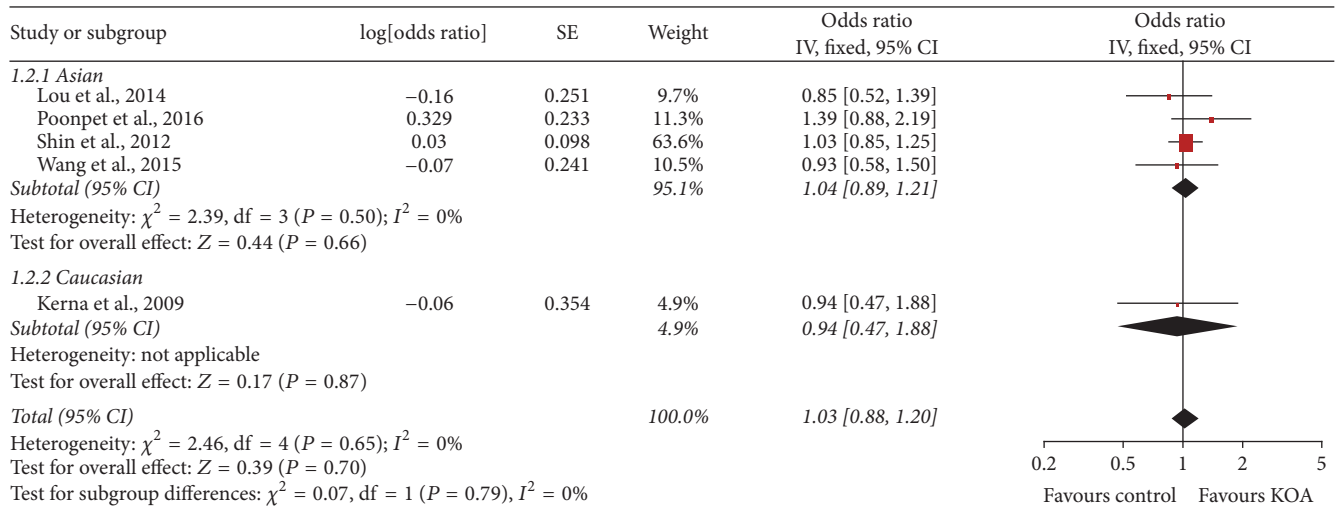 Study or subgroup log[odds ratio] SE Weight Odds ratio IV, fixed, 95% CI Odds ratio IV, fixed, 95% CI
1.2.1 Asian
Lou et al., 2014 −0.16 0.251 9.7% 0.85 [0.52, 1.39]
Poonpet et al., 2016 0.329 0.233 11.3% 1.39 [0.88, 2.19]
Shin et al., 2012 0.03 0.098 63.6% 1.03 [0.85, 1.25]
Wang et al., 2015 −0.07 0.241 10.5% 0.93 [0.58, 1.50]
Subtotal (95% CI) 95.1% 1.04 [0.89, 1.21]
Heterogeneity: χ² = 2.39, df = 3 (P = 0.50); I² = 0%
Test for overall effect: Z = 0.44 (P = 0.66)
1.2.2 Caucasian
Kerna et al., 2009 −0.06 0.354 4.9% 0.94 [0.47, 1.88]
Subtotal (95% CI) 4.9% 0.94 [0.47, 1.88]
Heterogeneity: not applicable
Test for overall effect: Z = 0.17 (P = 0.87)
Total (95% CI) 100.0% 1.03 [0.88, 1.20]
Heterogeneity: χ² = 2.46, df = 4 (P = 0.65); I² = 0%
Test for overall effect: Z = 0.39 (P = 0.70)
Test for subgroup differences: χ² = 0.07, df = 1 (P = 0.79), I² = 0%
0.2 0.5 1 2 5
Favours control Favours KOA